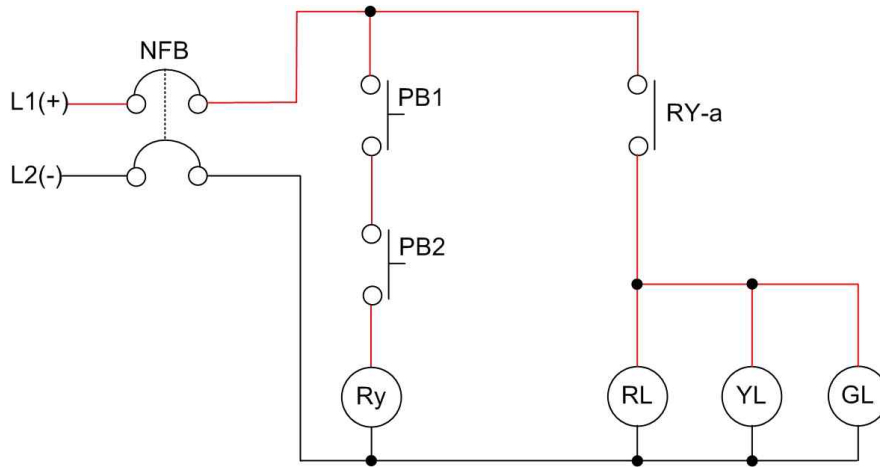 NFB
L1(+)
PB1
RY-a
L2(-)
PB2
Ry
RL
YL
GL